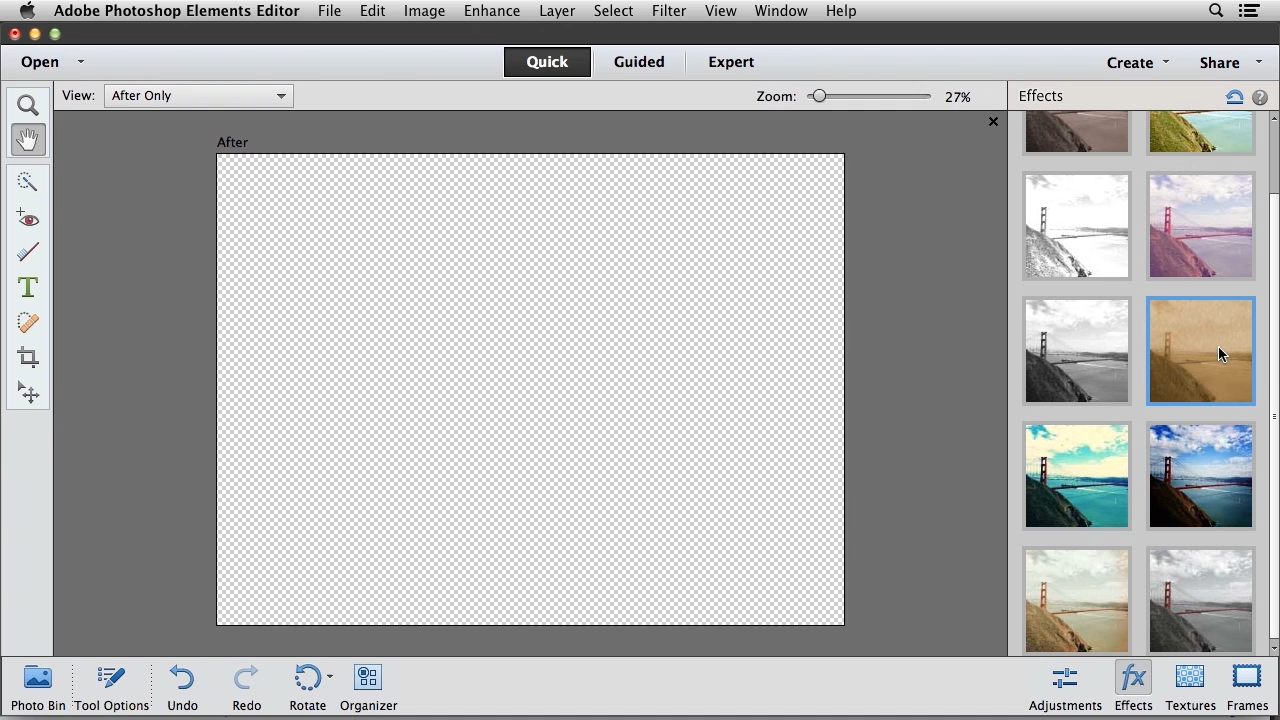 Adobe Photoshop Elements Editor File Edit Image Enhance Layer Select Filter View Window Help
Open Quick Guided Expert Create Share
View: After Only Zoom: 27% Effects
After
T
fx
Photo Bin Tool Options Undo Redo Rotate Organizer Adjustments Effects Textures Frames